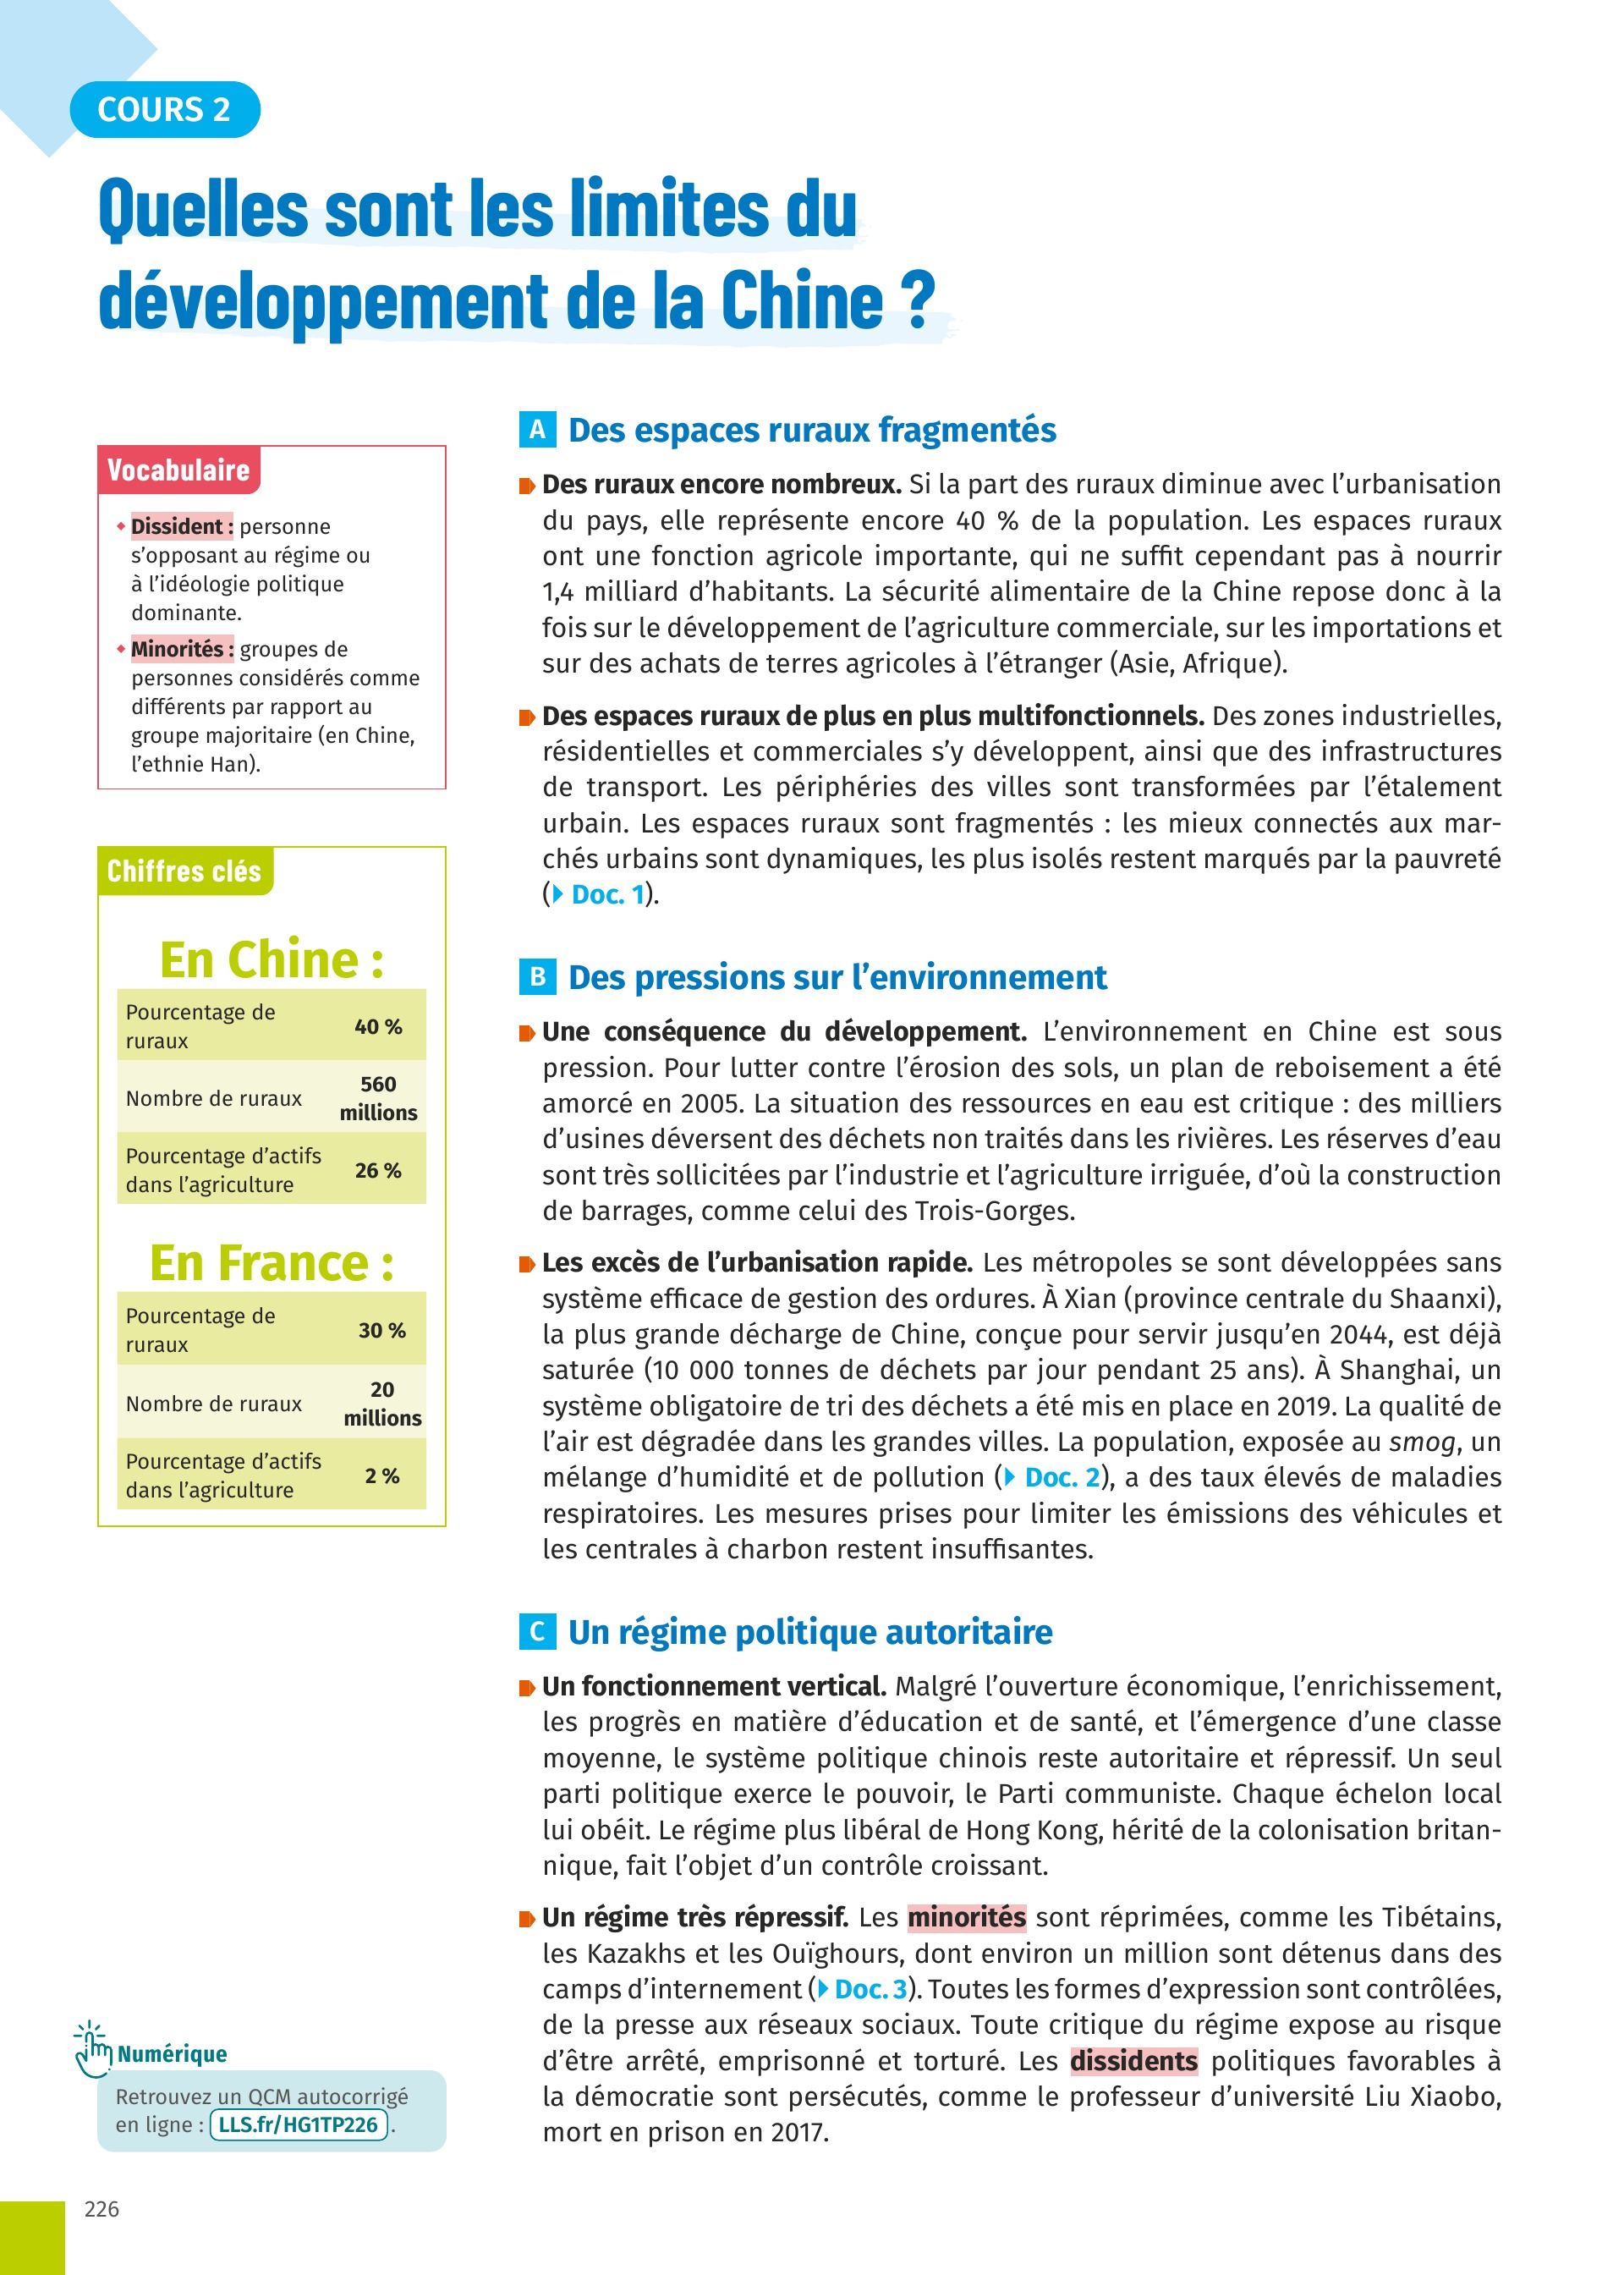 COURS 2
Quelles sont les limites du
développement de la Chine ?
Vocabulaire
• Dissident : personne
s’opposant au régime ou
à l’idéologie politique
dominante.
• Minorités : groupes de
personnes considérés comme
différents par rapport au
groupe majoritaire (en Chine,
l’ethnie Han).
Chiffres clés
En Chine :
Pourcentage de
ruraux
40 %
Nombre de ruraux
560
millions
Pourcentage d’actifs
dans l’agriculture
26 %
En France :
Pourcentage de
ruraux
30 %
Nombre de ruraux
20
millions
Pourcentage d’actifs
dans l’agriculture
2 %
A Des espaces ruraux fragmentés
Des ruraux encore nombreux. Si la part des ruraux diminue avec l’urbanisation
du pays, elle représente encore 40 % de la population. Les espaces ruraux
ont une fonction agricole importante, qui ne suffit cependant pas à nourrir
1,4 milliard d’habitants. La sécurité alimentaire de la Chine repose donc à la
fois sur le développement de l’agriculture commerciale, sur les importations et
sur des achats de terres agricoles à l’étranger (Asie, Afrique).
Des espaces ruraux de plus en plus multifonctionnels. Des zones industrielles,
résidentielles et commerciales s’y développent, ainsi que des infrastructures
de transport. Les périphéries des villes sont transformées par l’étalement
urbain. Les espaces ruraux sont fragmentés : les mieux connectés aux mar-
chés urbains sont dynamiques, les plus isolés restent marqués par la pauvreté
(Doc. 1).
B Des pressions sur l’environnement
Une conséquence du développement. L’environnement en Chine est sous
pression. Pour lutter contre l’érosion des sols, un plan de reboisement a été
amorcé en 2005. La situation des ressources en eau est critique : des milliers
d’usines déversent des déchets non traités dans les rivières. Les réserves d’eau
sont très sollicitées par l’industrie et l’agriculture irriguée, d’où la construction
de barrages, comme celui des Trois-Gorges.
Les excès de l’urbanisation rapide. Les métropoles se sont développées sans
système efficace de gestion des ordures. À Xian (province centrale du Shaanxi),
la plus grande décharge de Chine, conçue pour servir jusqu’en 2044, est déjà
saturée (10 000 tonnes de déchets par jour pendant 25 ans). À Shanghai, un
système obligatoire de tri des déchets a été mis en place en 2019. La qualité de
l’air est dégradée dans les grandes villes. La population, exposée au smog, un
mélange d’humidité et de pollution (Doc. 2), a des taux élevés de maladies
respiratoires. Les mesures prises pour limiter les émissions des véhicules et
les centrales à charbon restent insuffisantes.
C Un régime politique autoritaire
Un fonctionnement vertical. Malgré l’ouverture économique, l’enrichissement,
les progrès en matière d’éducation et de santé, et l’émergence d’une classe
moyenne, le système politique chinois reste autoritaire et répressif. Un seul
parti politique exerce le pouvoir, le Parti communiste. Chaque échelon local
lui obéit. Le régime plus libéral de Hong Kong, hérité de la colonisation britan-
nique, fait l’objet d’un contrôle croissant.
Un régime très répressif. Les minorités sont réprimées, comme les Tibétains,
les Kazakhs et les Ouïghours, dont environ un million sont détenus dans des
camps d’internement (Doc. 3). Toutes les formes d’expression sont contrôlées,
de la presse aux réseaux sociaux. Toute critique du régime expose au risque
d’être arrêté, emprisonné et torturé. Les dissidents politiques favorables à
la démocratie sont persécutés, comme le professeur d’université Liu Xiaobo,
mort en prison en 2017.
Numérique
Retrouvez un QCM autocorrigé
en ligne : LLS.fr/HG1TP226 .
226